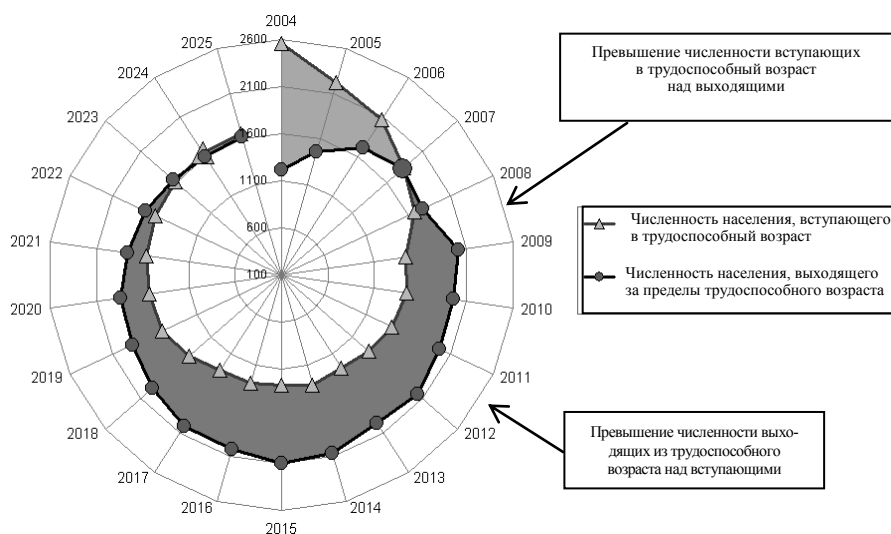 2004
2005
2006
2007
2008
2009
2010
2011
2012
2013
2014
2015
2016
2017
2018
2019
2020
2021
2022
2023
2024
2025
2600
2100
1600
1100
600
100
Превышение численности вступающих
в трудоспособный возраст
над выходящими
Численность населения, вступающего
в трудоспособный возраст
Численность населения, выходящего
за пределы трудоспособного возраста
Превышение численности выхо-
дящих из трудоспособного
возраста над вступающими